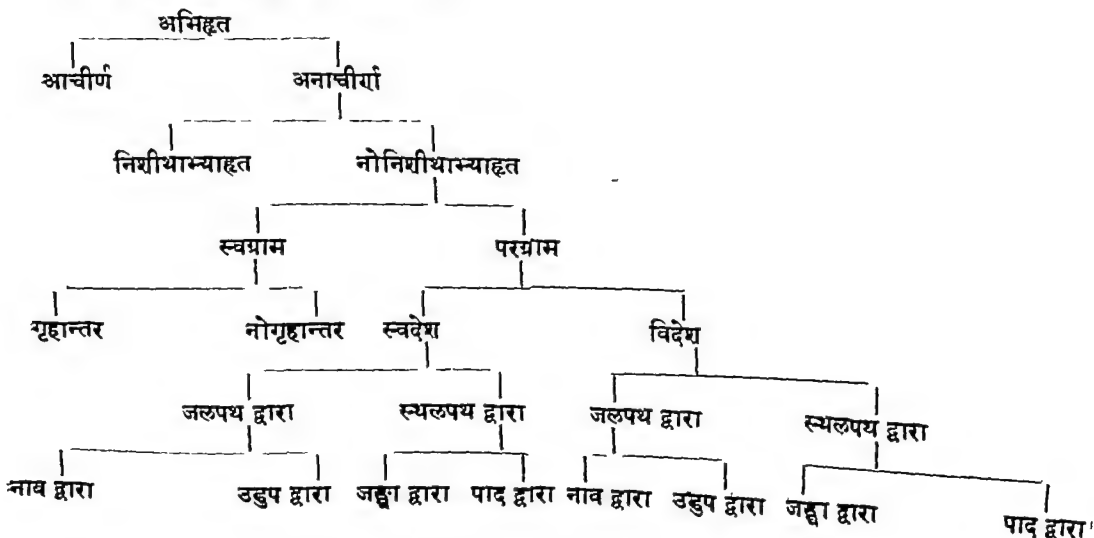 अभिहृत
आचीर्ण अनाचीर्ण
निशीथाभ्याहृत नोनिशीथाभ्याहृत
स्वग्राम परग्राम
गृहान्तर नोगृहान्तर स्वदेश विदेश
जलपथ द्वारा स्थलपथ द्वारा जलपथ द्वारा स्थलपथ द्वारा
नाव द्वारा उडुप द्वारा जङ्घा द्वारा पाद द्वारा नाव द्वारा उडुप द्वारा जङ्घा द्वारा पाद द्वारा